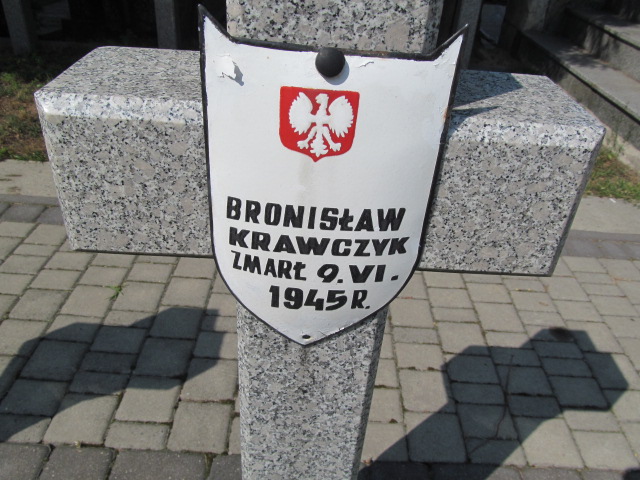 BRONISŁAW
KRAWCZYK
ZMARŁ 9.VI.
1945 R.